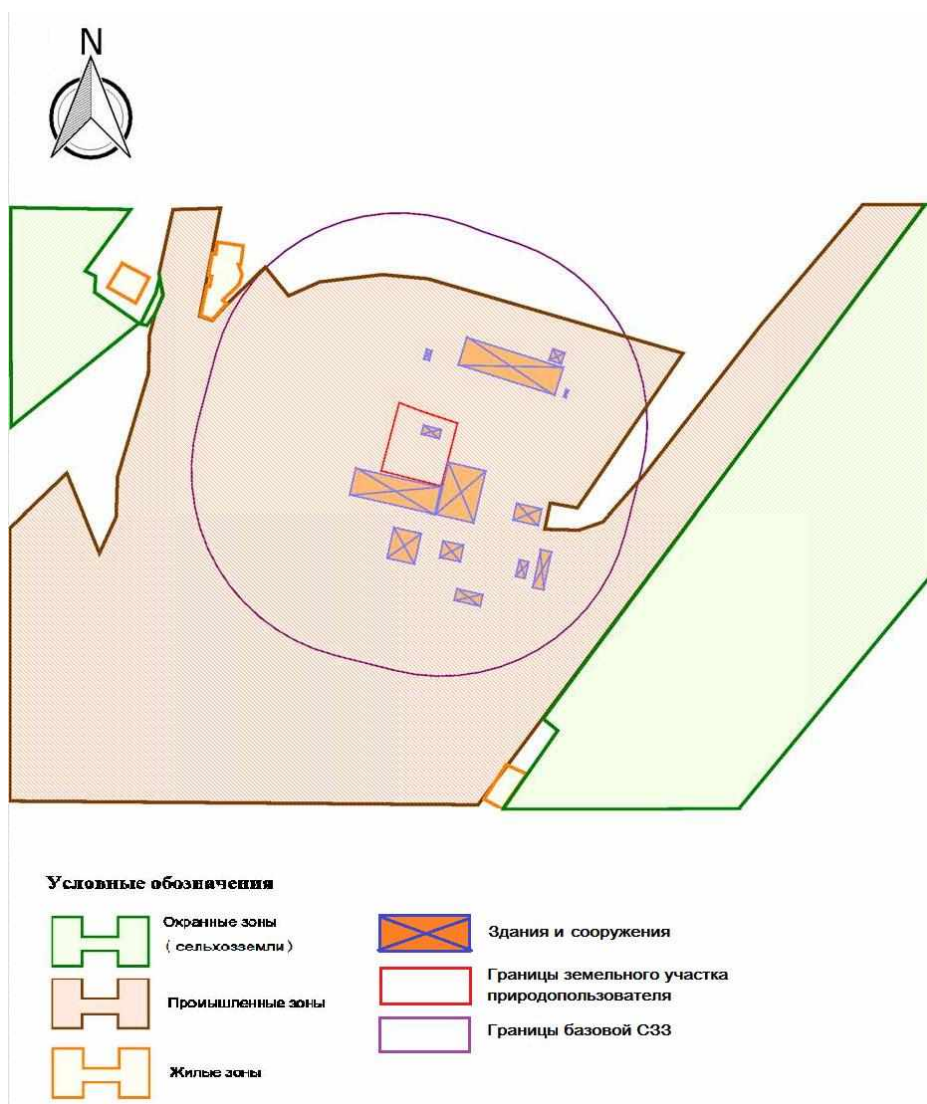 N
Условные обозначения
Охранные зоны
( сельхозземли )
Промышленные зоны
Жилые зоны
Здания и сооружения
Границы земельного участка
природопользователя
Границы базовой СЗЗ